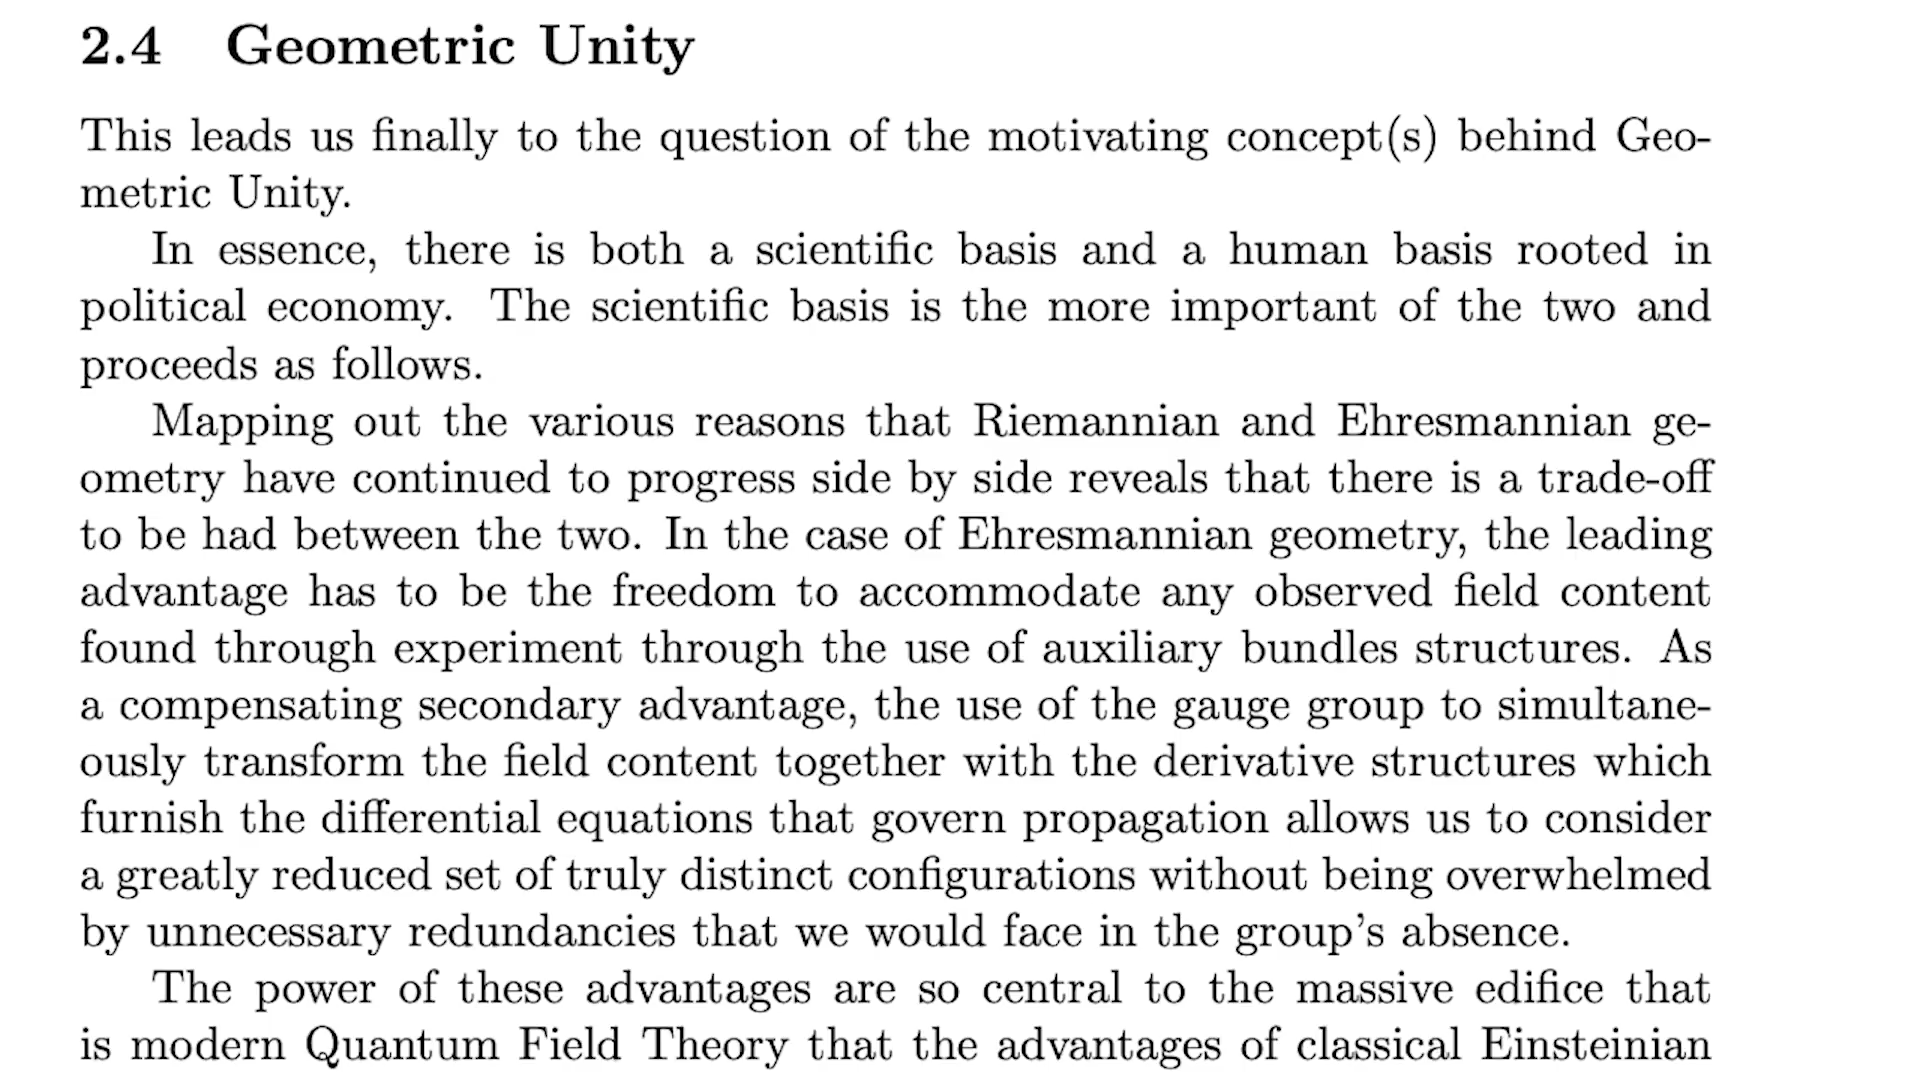 2.4 Geometric Unity
This leads us finally to the question of the motivating concept(s) behind Geo-
metric Unity.
In essence, there is both a scientific basis and a human basis rooted in
political economy. The scientific basis is the more important of the two and
proceeds as follows.
Mapping out the various reasons that Riemannian and Ehresmannian ge-
ometry have continued to progress side by side reveals that there is a trade-off
to be had between the two. In the case of Ehresmannian geometry, the leading
advantage has to be the freedom to accommodate any observed field content
found through experiment through the use of auxiliary bundles structures. As
a compensating secondary advantage, the use of the gauge group to simultane-
ously transform the field content together with the derivative structures which
furnish the differential equations that govern propagation allows us to consider
a greatly reduced set of truly distinct configurations without being overwhelmed
by unnecessary redundancies that we would face in the group's absence.
The power of these advantages are so central to the massive edifice that
is modern Quantum Field Theory that the advantages of classical Einsteinian